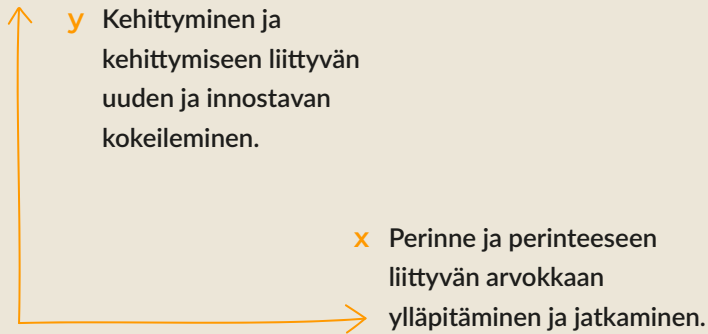 y Kehittyminen ja
kehittymiseen liittyvän
uuden ja innostavan
kokeileminen.
x Perinne ja perinteeseen
liittyvän arvokkaan
ylläpitäminen ja jatkaminen.